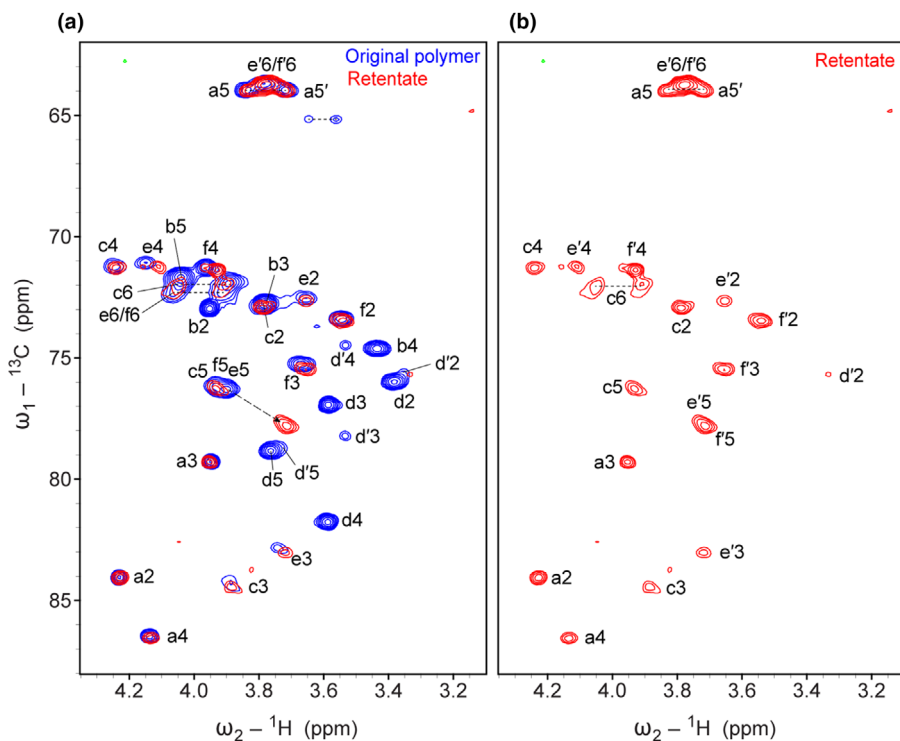 (a)
Original polymer
Retentate
e'6/f'6
a5
a5'
c4
e4
b5
f4
b3
e2
c6
e6/f6
b2
c2
f2
d'4
b4
d'2
c5
f5
e5
f3
d3
d2
d'3
a3
d5
d'5
d4
e3
c3
a2
a4
65
70
75
80
85
ω1 – 13C (ppm)
4.2 4.0 3.8 3.6 3.4 3.2
ω2 – 1H (ppm)
(b)
Retentate
e'6/f'6
a5
a5'
c4
e'4
f'4
c6
e'2
c2
f'2
f'3
d'2
c5
e'5
f'5
a3
e'3
c3
a2
a4
4.2 4.0 3.8 3.6 3.4 3.2
ω2 – 1H (ppm)